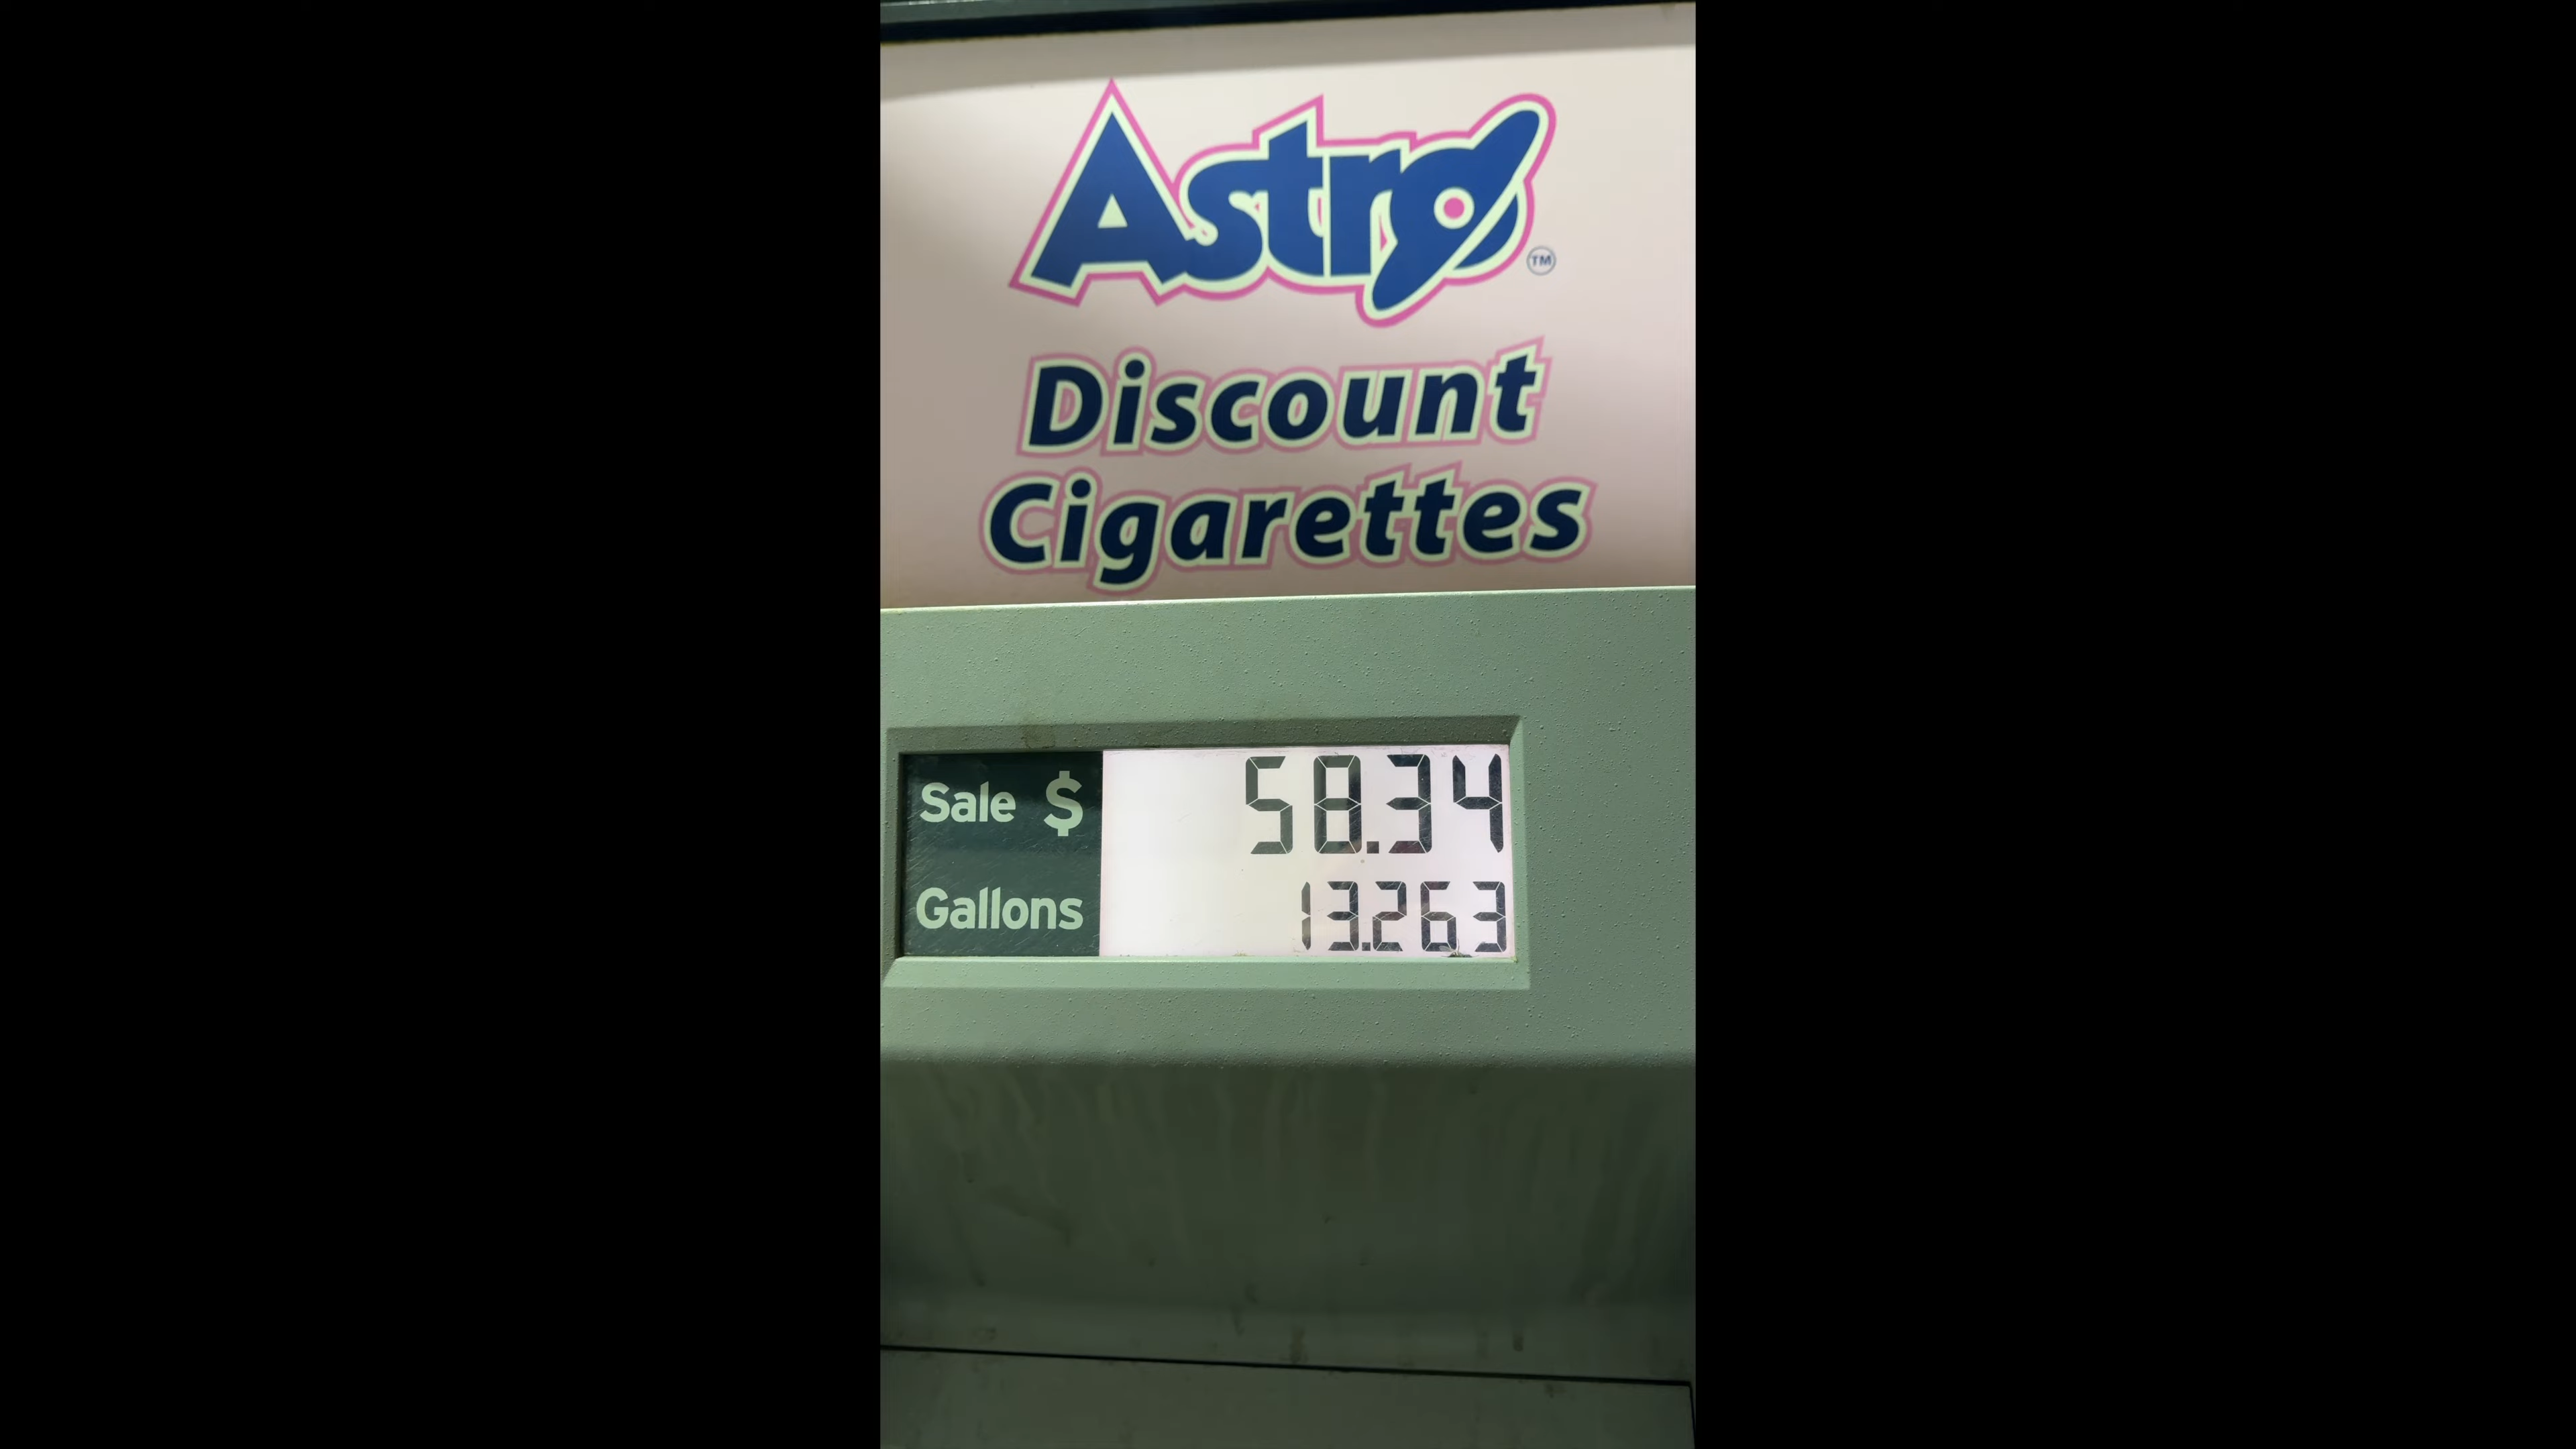 Astro
TM
Discount
Cigarettes
Sale $ 58.34
Gallons 13.263